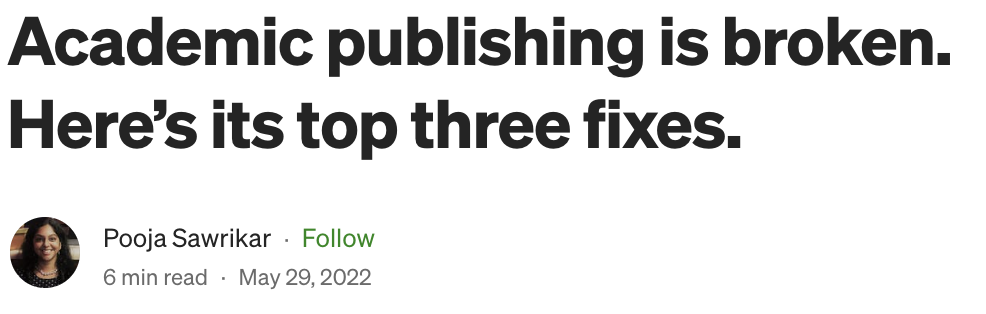 Academic publishing is broken.
Here’s its top three fixes.
Pooja Sawrikar · Follow
6 min read · May 29, 2022